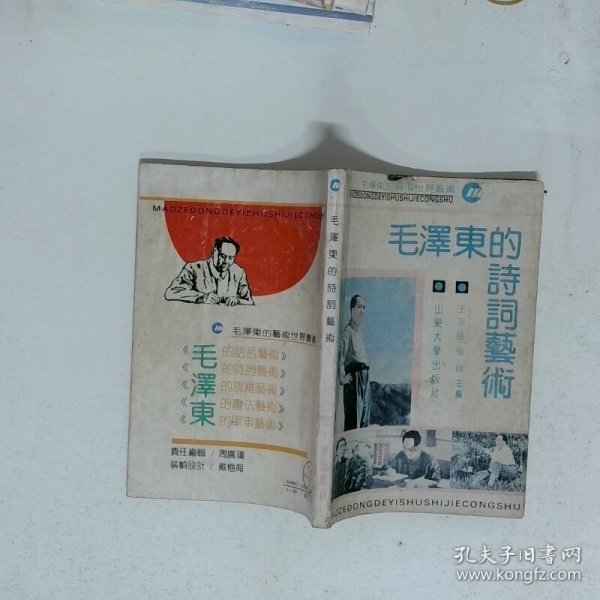 MAOZEDONGDEYISHUSHIJIECONGSHU
毛澤東的藝術世界叢書
毛澤東
《的語言藝術》
《的詩詞藝術》
《的思維藝術》
《的書法藝術》
《的軍事藝術》
責任編輯/周廣璜
裝幀設計/戴極海
毛澤東的詩詞藝術
毛澤東的藝術世界叢書
MAOZEDONGDEYISHUSHIJIECONGSHU
毛澤東的
詩詞藝術
主編
山東大學出版社
MAOZEDONGDEYISHUSHIJIECONGSHU
孔夫子旧书网
www.kongfz.com